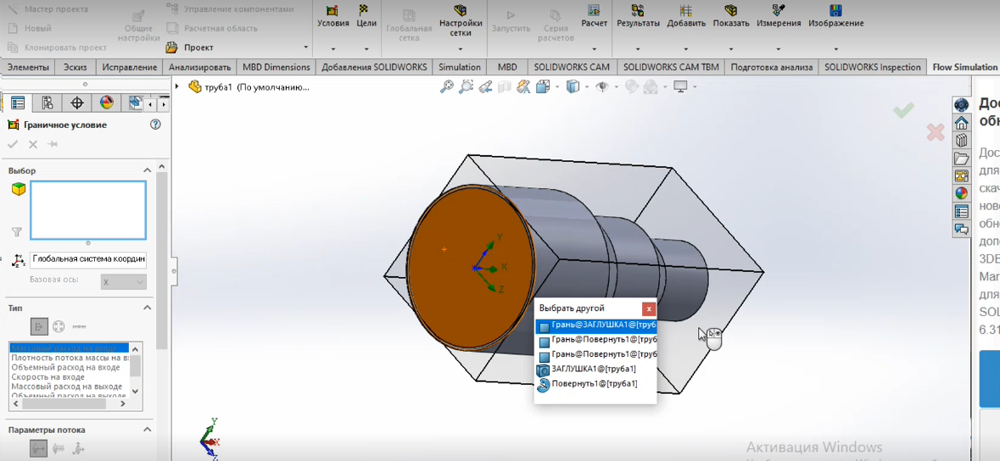 Мастер проекта
Новый
Клонировать проект
Общие
настройки
Управление компонентами
Расчетная область
Проект
Условия
Цели
Глобальная
сетка
Настройки
сетки
Запустить
Серия
расчетов
Расчет
Результаты
Добавить
Показать
Измерения
Изображение
Элементы
Эскиз
Исправление
Анализировать
MBD Dimensions
Добавления SOLIDWORKS
Simulation
MBD
SOLIDWORKS CAM
SOLIDWORKS CAM TBM
Подготовка анализа
SOLIDWORKS Inspection
Flow Simulation
труба1 (По умолчанию...
Граничное условие
Выбор
Глобальная система координ
Базовая ось:
X
Тип
Массовый расход на входе
Плотность потока массы на в
Объемный расход на входе
Скорость на входе
Массовый расход на выходе
Объемный расход на выходе
Параметры потока
Y
X
Z
Выбрать другой
x
Грань@ЗАГЛУШКА1@[труб
Грань@Повернуть1@[тру
Грань@Повернуть1@[тру
ЗАГЛУШКА1@[труба1]
Повернуть1@[труба1]
Y
X
Z
Активация Windows
Дос
обн
Дос
для
скач
нов
обно
допо
3DE
Mar
для
SOL
6.31